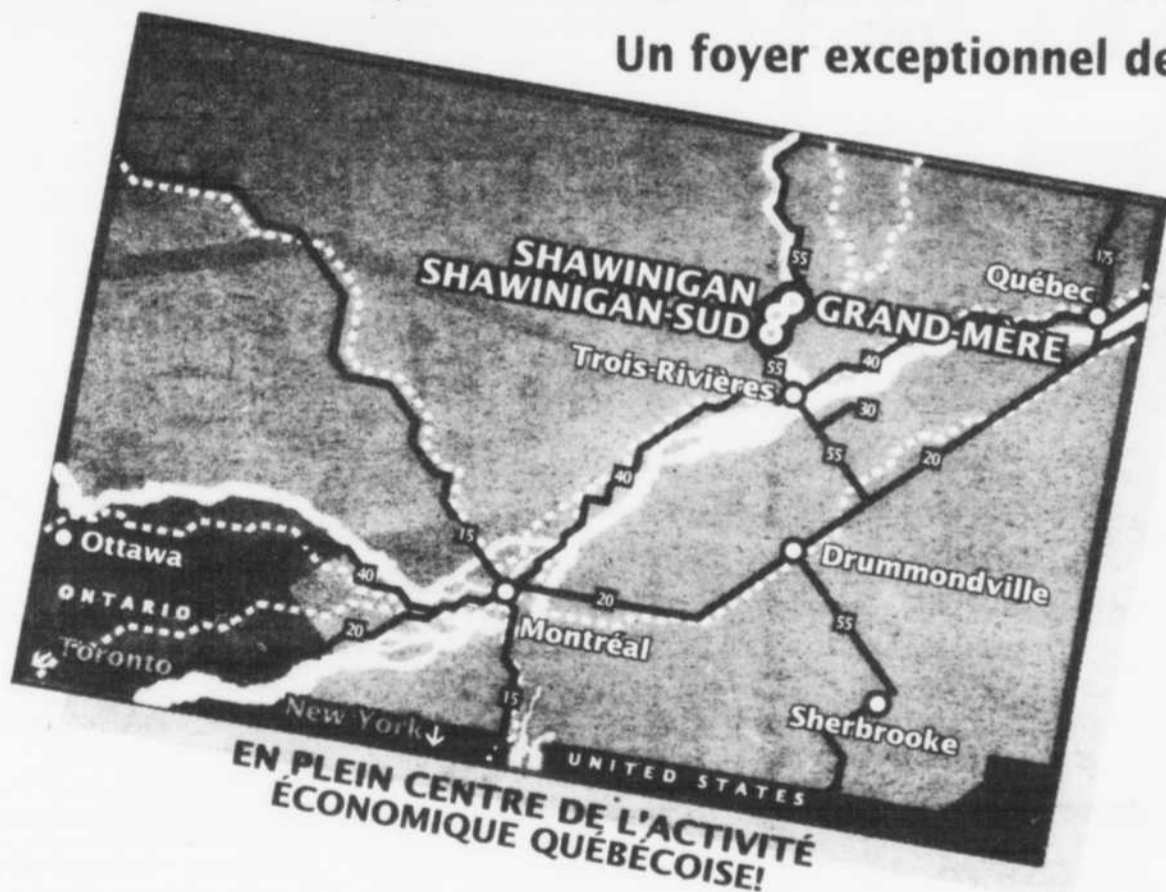 Un foyer exceptionnel de
55
175
SHAWINIGAN
SHAWINIGAN-SUD
GRAND-MÈRE
Québec
55
40
Trois-Rivières
30
55
20
40
15
Ottawa
40
ONTARIO
20
Toronto
20
Montréal
Drummondville
55
15
New York
Sherbrooke
UNITED STATES
EN PLEIN CENTRE DE L'ACTIVITÉ
ÉCONOMIQUE QUÉBÉCOISE!